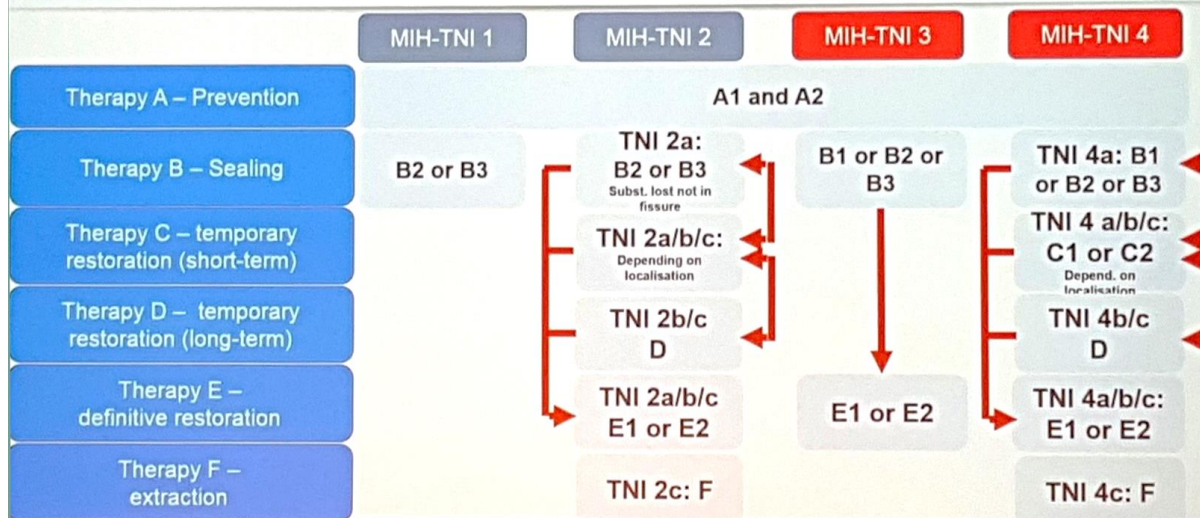 MIH-TNI 1
MIH-TNI 2
MIH-TNI 3
MIH-TNI 4
Therapy A – Prevention
A1 and A2
Therapy B – Sealing
B2 or B3
TNI 2a:
B2 or B3
Subst. lost not in
fissure
B1 or B2 or
B3
TNI 4a: B1
or B2 or B3
Therapy C – temporary
restoration (short-term)
TNI 2a/b/c:
Depending on
localisation
TNI 4 a/b/c:
C1 or C2
Depend. on
localisation
Therapy D – temporary
restoration (long-term)
TNI 2b/c
D
TNI 4b/c
D
Therapy E –
definitive restoration
TNI 2a/b/c
E1 or E2
E1 or E2
TNI 4a/b/c:
E1 or E2
Therapy F –
extraction
TNI 2c: F
TNI 4c: F